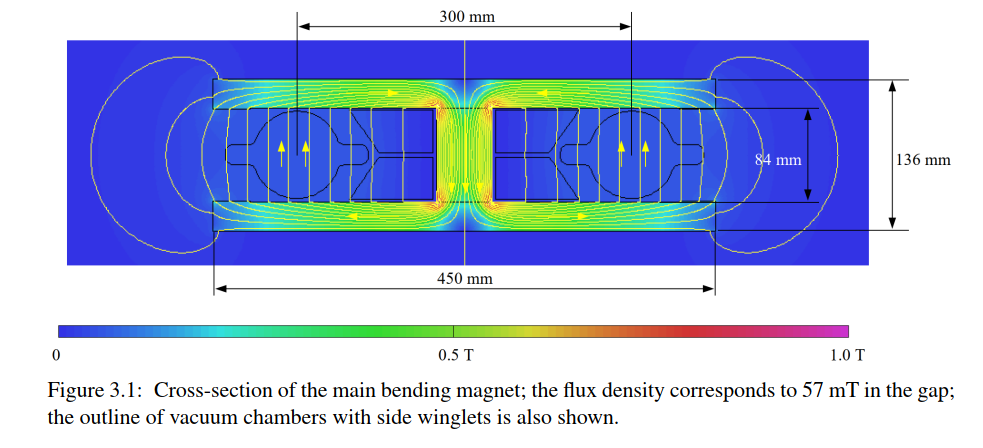 300 mm
84 mm
136 mm
450 mm
0
0.5 T
1.0 T
Figure 3.1: Cross-section of the main bending magnet; the flux density corresponds to 57 mT in the gap;
the outline of vacuum chambers with side winglets is also shown.